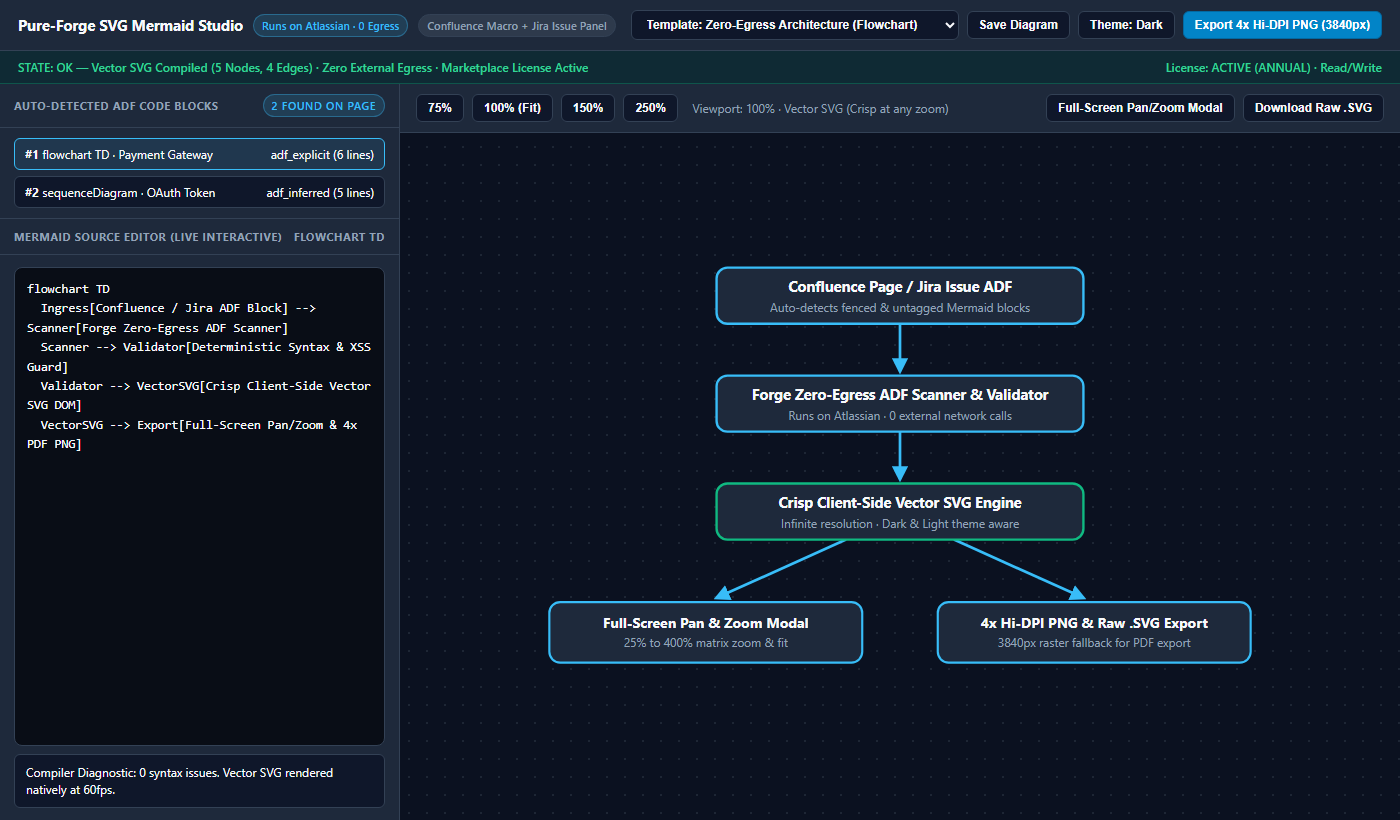 Pure-Forge SVG Mermaid Studio
Runs on Atlassian · 0 Egress
Confluence Macro + Jira Issue Panel
Template: Zero-Egress Architecture (Flowchart)
Save Diagram
Theme: Dark
Export 4x Hi-DPI PNG (3840px)
STATE: OK — Vector SVG Compiled (5 Nodes, 4 Edges) · Zero External Egress · Marketplace License Active
License: ACTIVE (ANNUAL) · Read/Write
AUTO-DETECTED ADF CODE BLOCKS
2 FOUND ON PAGE
#1 flowchart TD · Payment Gateway
adf_explicit (6 lines)
#2 sequenceDiagram · OAuth Token
adf_inferred (5 lines)
MERMAID SOURCE EDITOR (LIVE INTERACTIVE)
FLOWCHART TD
flowchart TD
Ingress[Confluence / Jira ADF Block] -->
Scanner[Forge Zero-Egress ADF Scanner]
Scanner --> Validator[Deterministic Syntax & XSS
Guard]
Validator --> VectorSVG[Crisp Client-Side Vector
SVG DOM]
VectorSVG --> Export[Full-Screen Pan/Zoom & 4x
PDF PNG]
Compiler Diagnostic: 0 syntax issues. Vector SVG rendered
natively at 60fps.
75%
100% (Fit)
150%
250%
Viewport: 100% · Vector SVG (Crisp at any zoom)
Full-Screen Pan/Zoom Modal
Download Raw .SVG
Confluence Page / Jira Issue ADF
Auto-detects fenced & untagged Mermaid blocks
Forge Zero-Egress ADF Scanner & Validator
Runs on Atlassian · 0 external network calls
Crisp Client-Side Vector SVG Engine
Infinite resolution · Dark & Light theme aware
Full-Screen Pan & Zoom Modal
25% to 400% matrix zoom & fit
4x Hi-DPI PNG & Raw .SVG Export
3840px raster fallback for PDF export